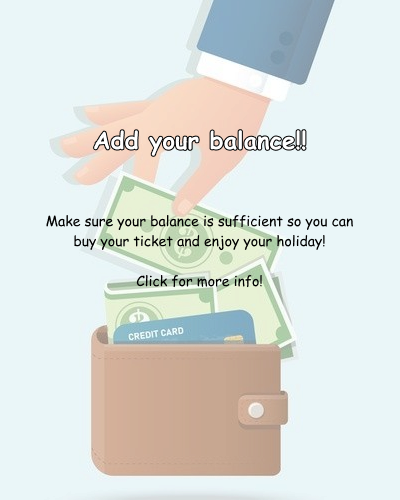 Add your balance!!
Make sure your balance is sufficient so you can
buy your ticket and enjoy your holiday!
Click for more info!
CREDIT CARD